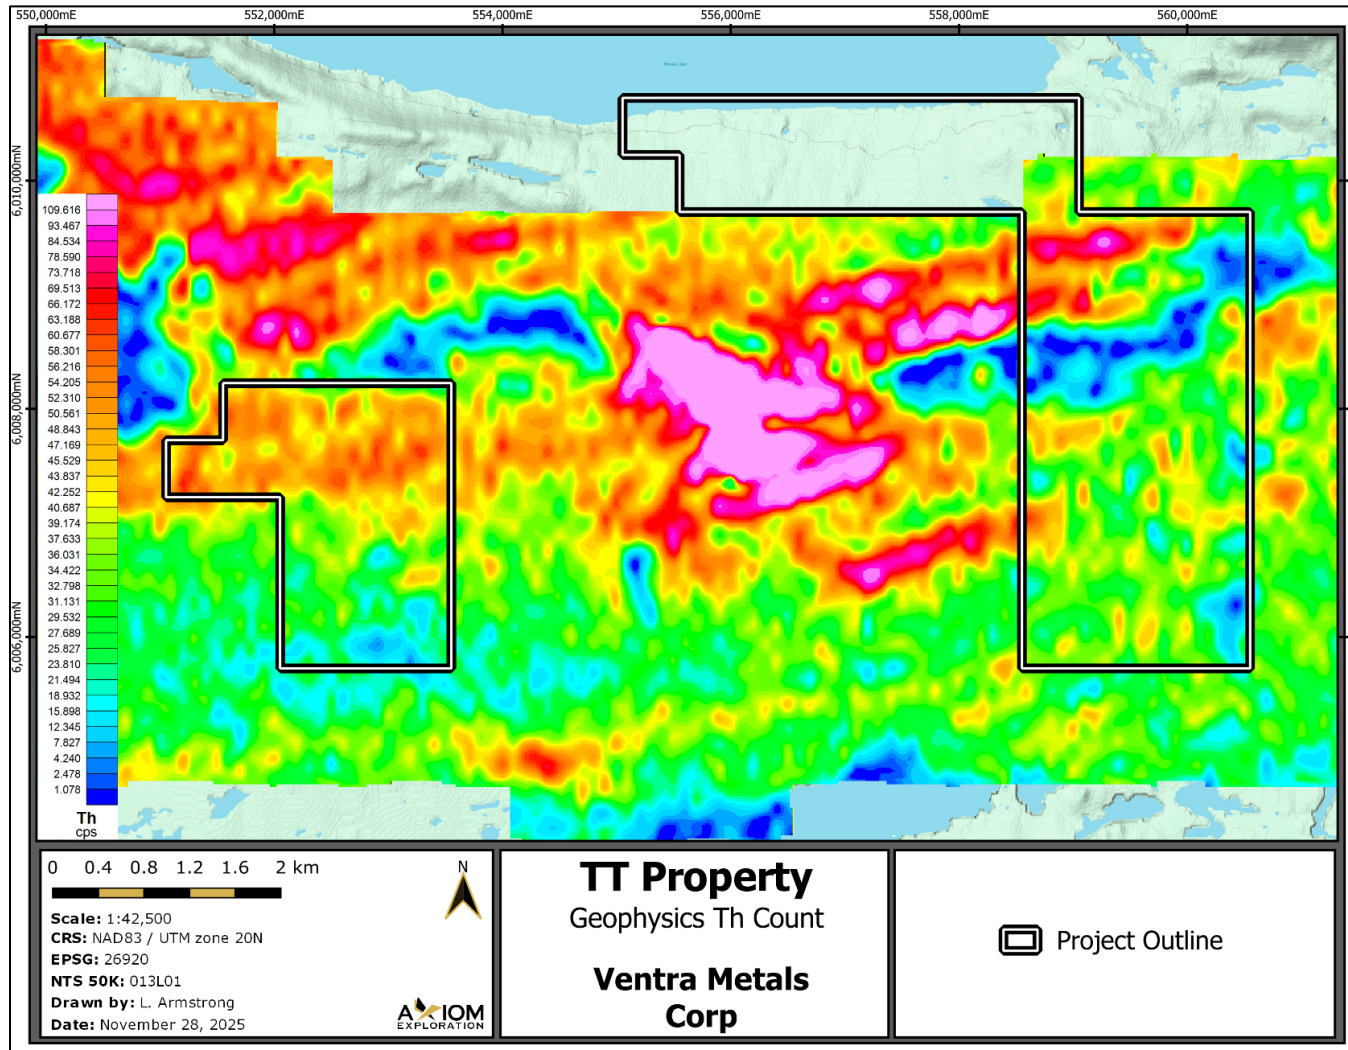 550,000mE 552,000mE 554,000mE 556,000mE 558,000mE 560,000mE
6,010,000mN
6,008,000mN
6,006,000mN
109.616
93.467
84.534
78.590
73.718
69.513
66.172
63.188
60.677
58.301
56.216
54.205
52.310
50.561
48.843
47.169
45.529
43.837
42.252
40.687
39.174
37.633
36.031
34.422
32.798
31.131
29.532
27.689
25.827
23.810
21.494
18.932
15.898
12.345
7.827
4.240
2.478
1.078
Th
cps
0 0.4 0.8 1.2 1.6 2 km
N
Scale: 1:42,500
CRS: NAD83 / UTM zone 20N
EPSG: 26920
NTS 50K: 013L01
Drawn by: L. Armstrong
Date: November 28, 2025
AXIOM
EXPLORATION
TT Property
Geophysics Th Count
Ventra Metals
Corp
Project Outline